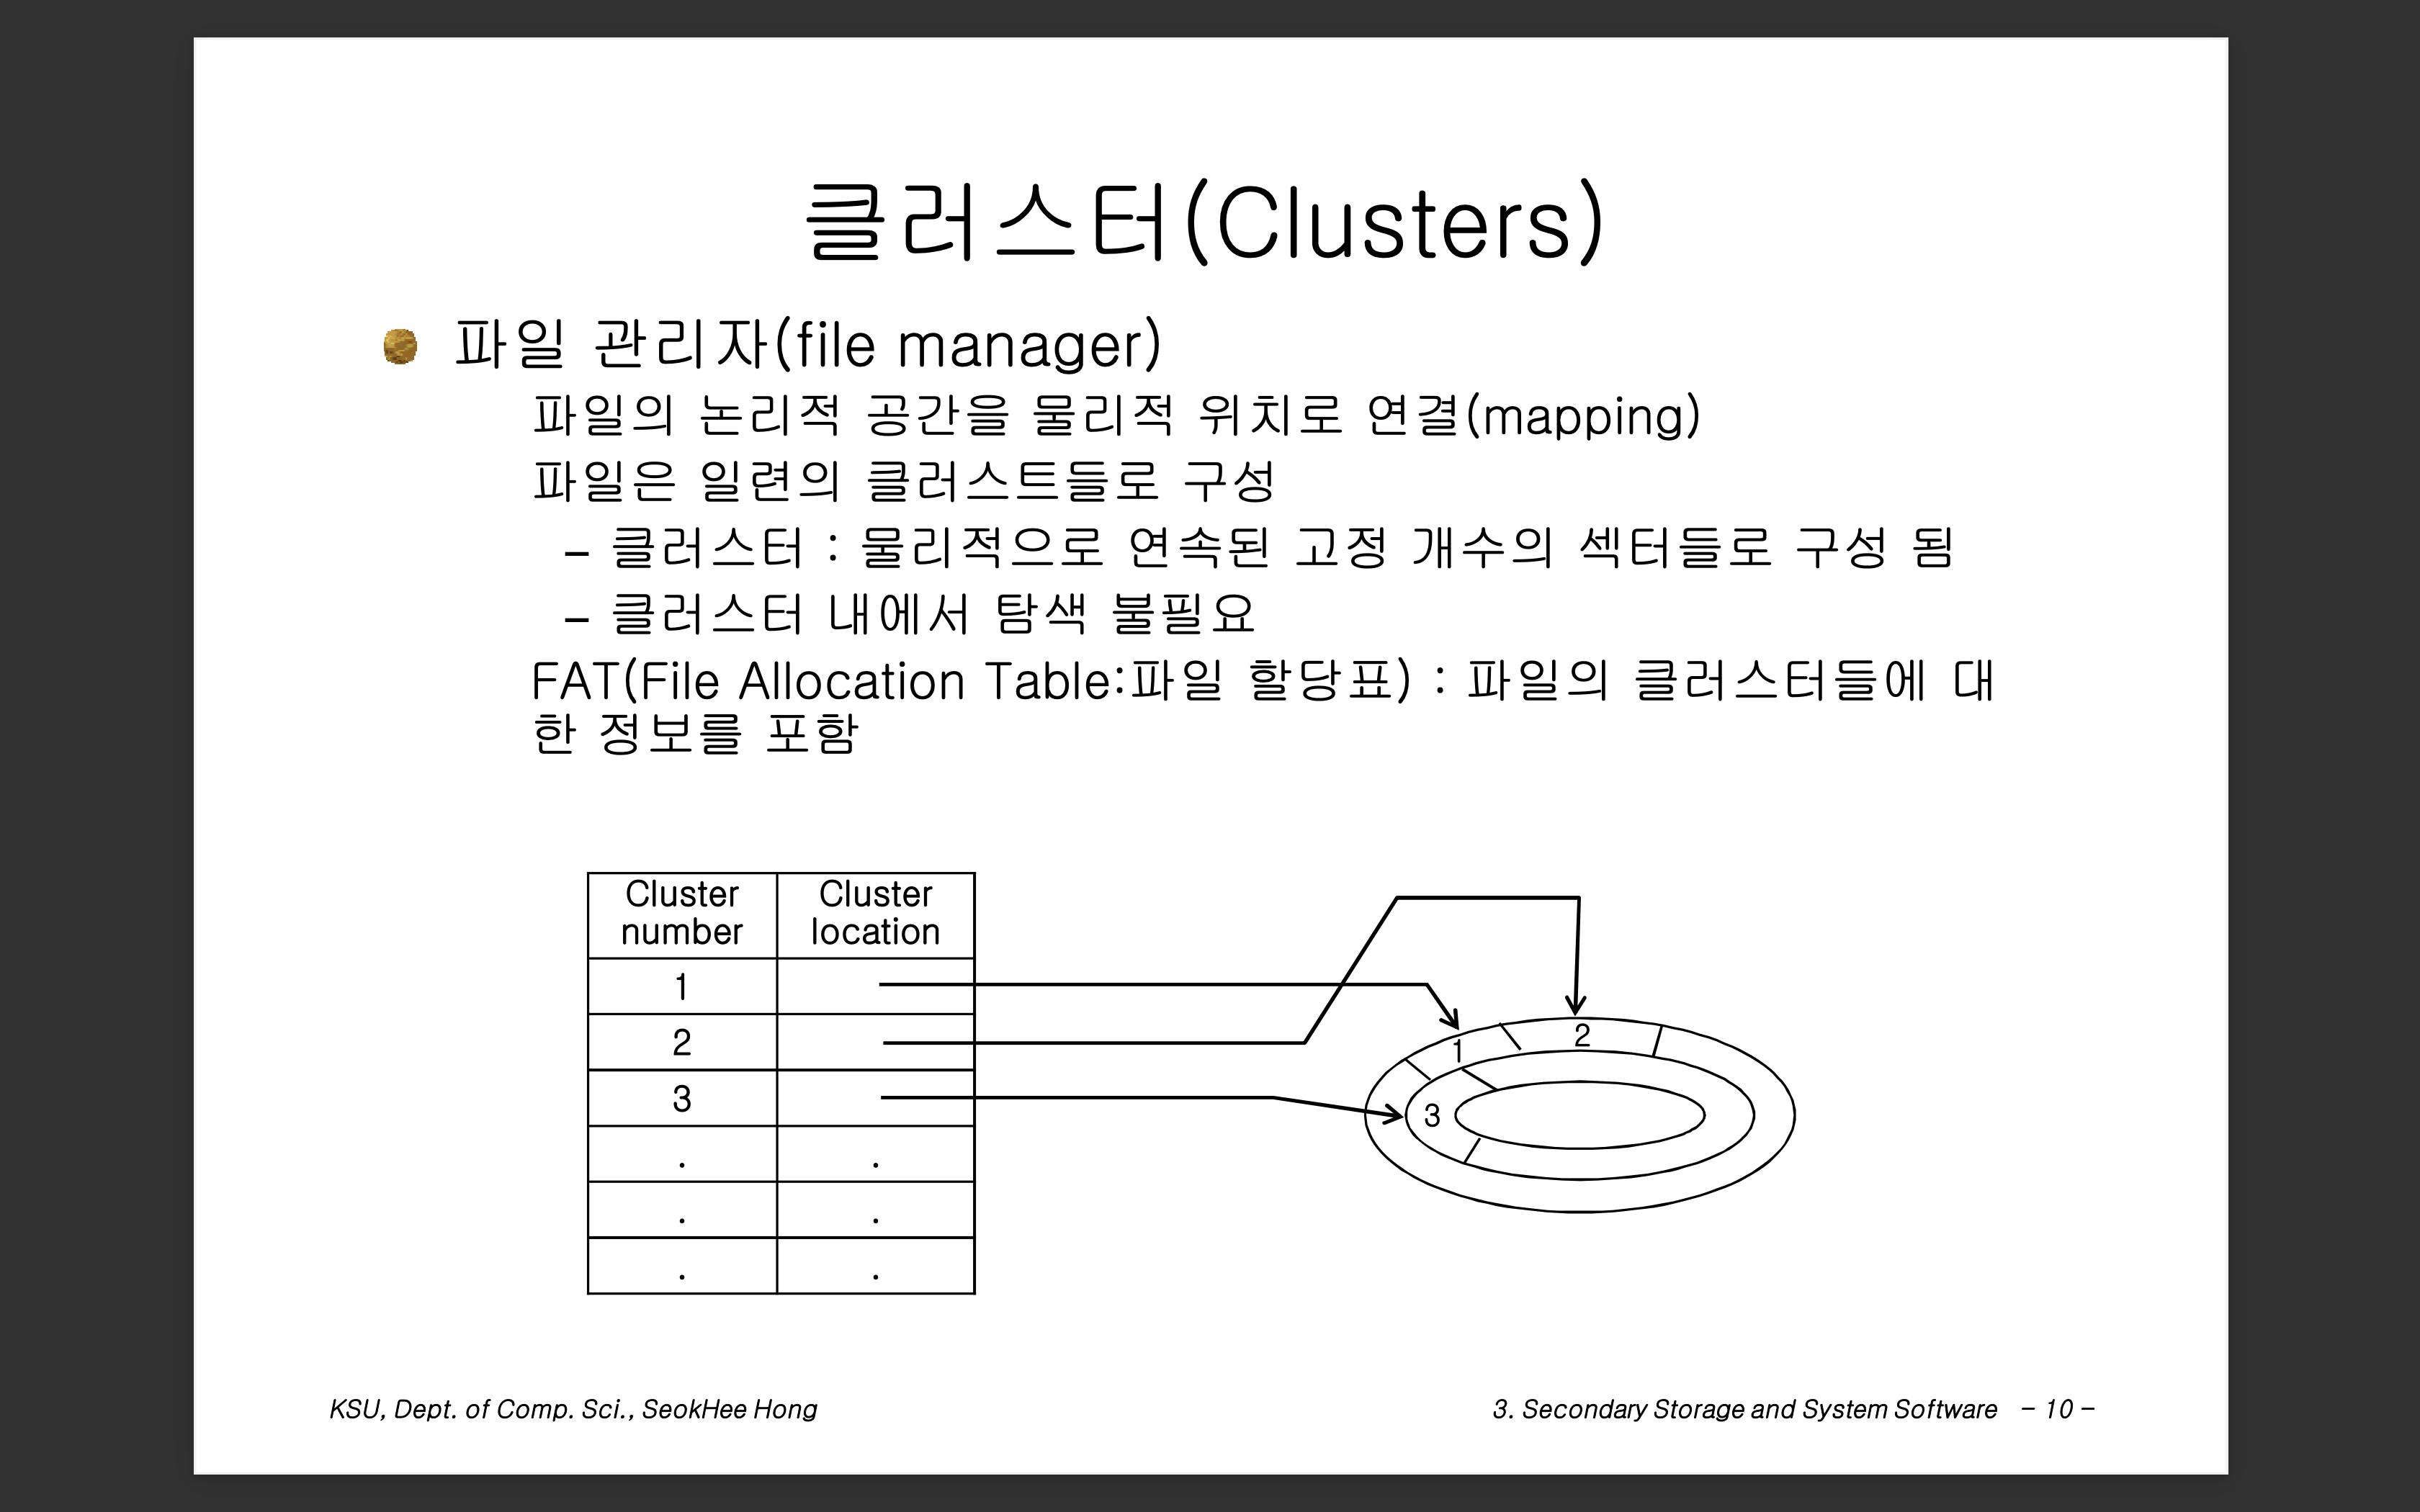 클러스터(Clusters)
파일 관리자(file manager)
파일의 논리적 공간을 물리적 위치로 연결(mapping)
파일은 일련의 클러스트들로 구성
– 클러스터 : 물리적으로 연속된 고정 개수의 섹터들로 구성 됨
– 클러스터 내에서 탐색 불필요
FAT(File Allocation Table:파일 할당표) : 파일의 클러스터들에 대
한 정보를 포함
Cluster number
Cluster location
1
2
3
. .
. .
. .
1
2
3
KSU, Dept. of Comp. Sci., SeokHee Hong
3. Secondary Storage and System Software – 10 –